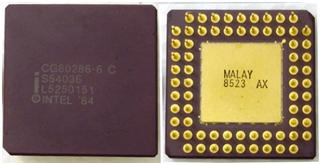 CG80286-6 C
S54036
L5250151
i INTEL '84
MALAY
8523 AX